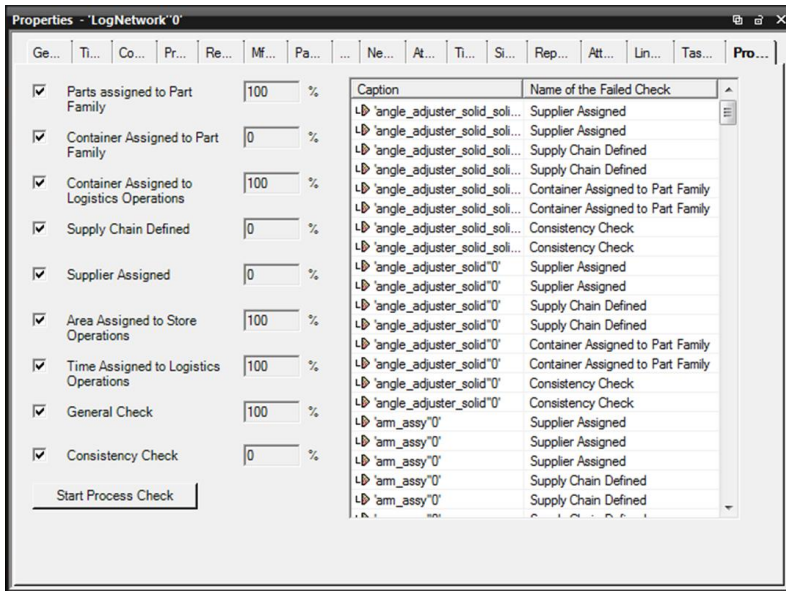 Properties - 'LogNetwork''0'
Ge... Ti... Co... Pr... Re... Mf... Pa... ... Ne... At... Ti... Si... Rep... Att... Lin... Tas... Pro...
Parts assigned to Part
Family
100 %
Container Assigned to Part
Family
0 %
Container Assigned to
Logistics Operations
100 %
Supply Chain Defined
0 %
Supplier Assigned
0 %
Area Assigned to Store
Operations
100 %
Time Assigned to Logistics
Operations
100 %
General Check
100 %
Consistency Check
0 %
Start Process Check
Caption Name of the Failed Check
'angle_adjuster_solid_soli... Supplier Assigned
'angle_adjuster_solid_soli... Supplier Assigned
'angle_adjuster_solid_soli... Supply Chain Defined
'angle_adjuster_solid_soli... Supply Chain Defined
'angle_adjuster_solid_soli... Container Assigned to Part Family
'angle_adjuster_solid_soli... Container Assigned to Part Family
'angle_adjuster_solid_soli... Consistency Check
'angle_adjuster_solid_soli... Consistency Check
'angle_adjuster_solid''0' Supplier Assigned
'angle_adjuster_solid''0' Supplier Assigned
'angle_adjuster_solid''0' Supply Chain Defined
'angle_adjuster_solid''0' Supply Chain Defined
'angle_adjuster_solid''0' Container Assigned to Part Family
'angle_adjuster_solid''0' Container Assigned to Part Family
'angle_adjuster_solid''0' Consistency Check
'angle_adjuster_solid''0' Consistency Check
'arm_assy''0' Supplier Assigned
'arm_assy''0' Supplier Assigned
'arm_assy''0' Supplier Assigned
'arm_assy''0' Supply Chain Defined
'arm_assy''0' Supply Chain Defined